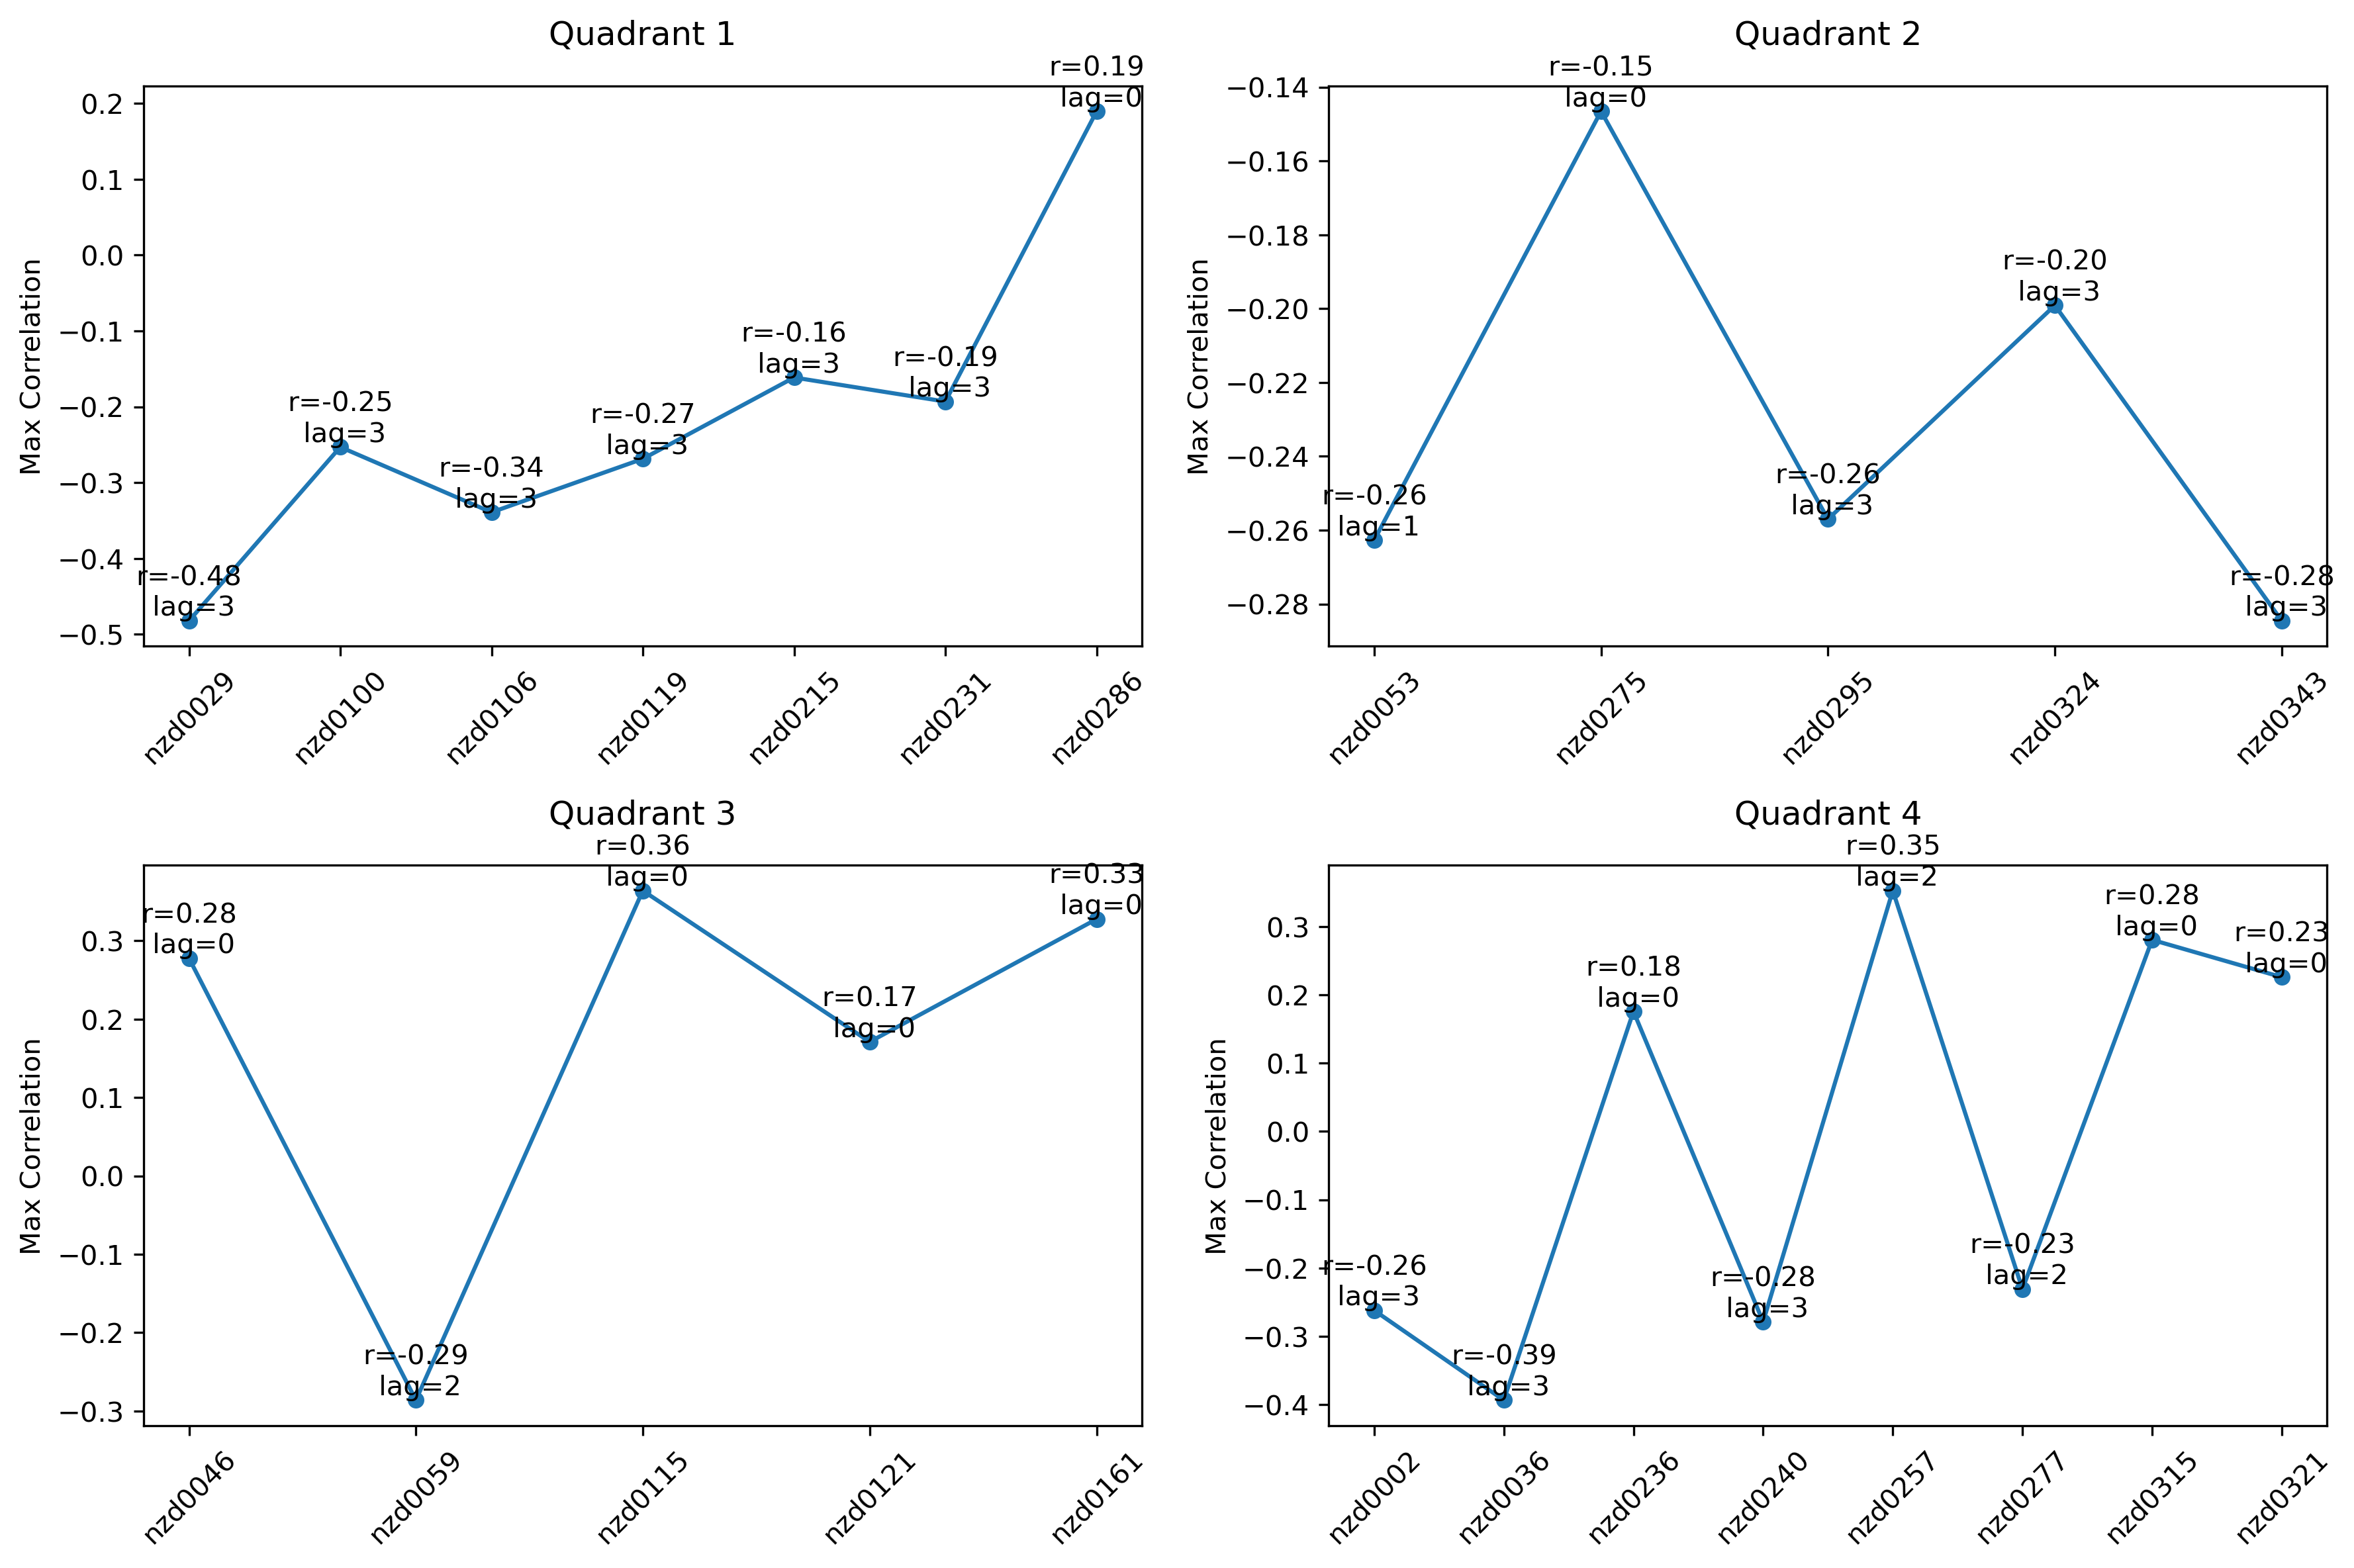 Quadrant 1
Max Correlation
0.2
0.1
0.0
−0.1
−0.2
−0.3
−0.4
−0.5
r=-0.48
lag=3
r=-0.25
lag=3
r=-0.34
lag=3
r=-0.27
lag=3
r=-0.16
lag=3
r=-0.19
lag=3
r=0.19
lag=0
nzd0029
nzd0100
nzd0106
nzd0119
nzd0215
nzd0231
nzd0286
Quadrant 2
Max Correlation
−0.14
−0.16
−0.18
−0.20
−0.22
−0.24
−0.26
−0.28
r=-0.26
lag=1
r=-0.15
lag=0
r=-0.26
lag=3
r=-0.20
lag=3
r=-0.28
lag=3
nzd0053
nzd0275
nzd0295
nzd0324
nzd0343
Quadrant 3
Max Correlation
0.3
0.2
0.1
0.0
−0.1
−0.2
−0.3
r=0.28
lag=0
r=-0.29
lag=2
r=0.36
lag=0
r=0.17
lag=0
r=0.33
lag=0
nzd0046
nzd0059
nzd0115
nzd0121
nzd0161
Quadrant 4
Max Correlation
0.3
0.2
0.1
0.0
−0.1
−0.2
−0.3
−0.4
r=-0.26
lag=3
r=-0.39
lag=3
r=0.18
lag=0
r=-0.28
lag=3
r=0.35
lag=2
r=-0.23
lag=2
r=0.28
lag=0
r=0.23
lag=0
nzd0002
nzd0036
nzd0236
nzd0240
nzd0257
nzd0277
nzd0315
nzd0321